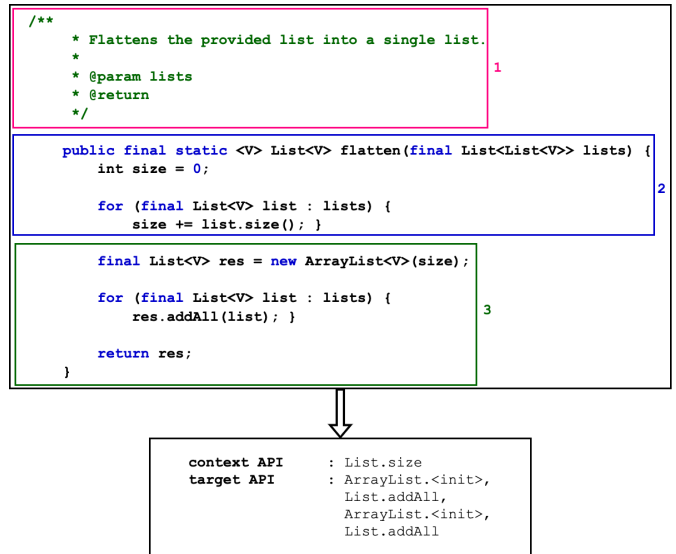 /**
* Flattens the provided list into a single list.
*
* @param lists
* @return
*/
1
public final static <V> List<V> flatten(final List<List<V>> lists) {
int size = 0;
for (final List<V> list : lists) {
size += list.size(); }
2
final List<V> res = new ArrayList<V>(size);
for (final List<V> list : lists) {
res.addAll(list); }
return res;
}
3
context API : List.size
target API : ArrayList.<init>,
List.addAll,
ArrayList.<init>,
List.addAll